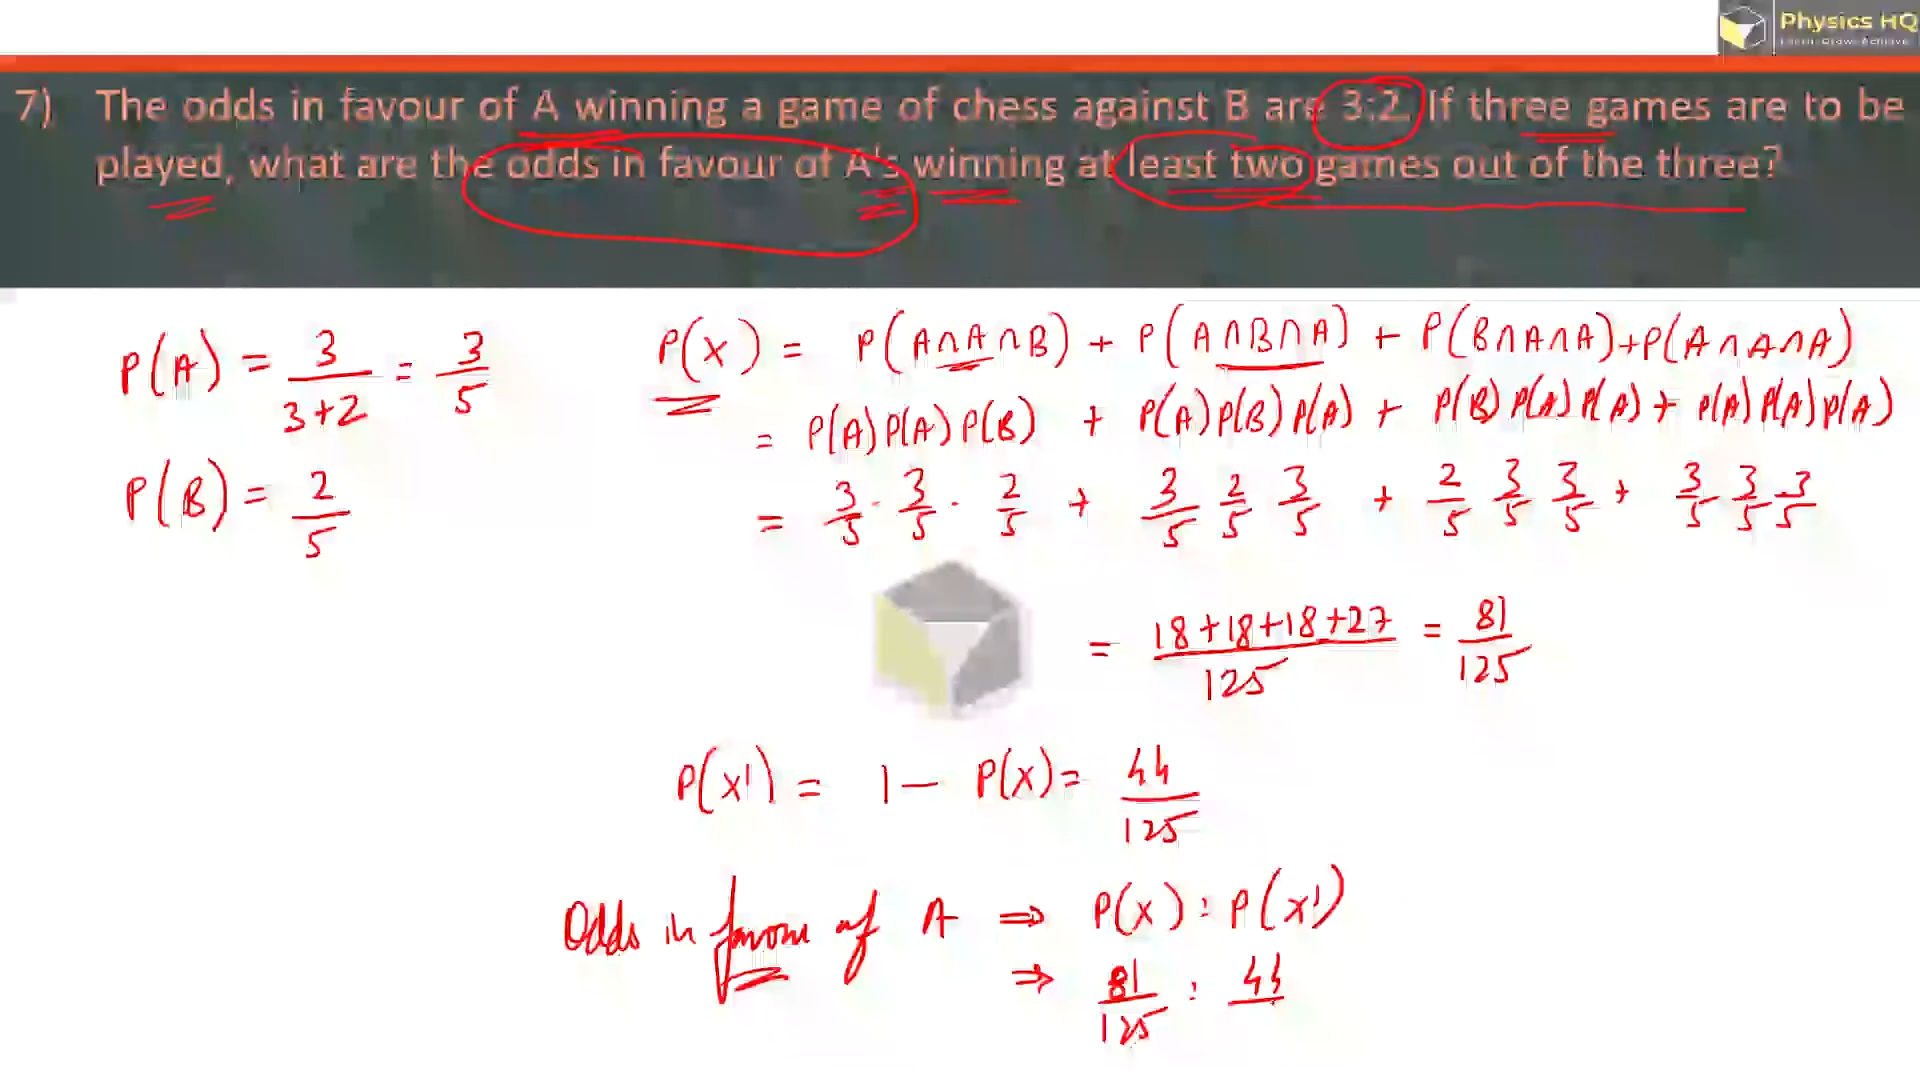 Physics HQ
Learn. Grow. Achieve
7) The odds in favour of A winning a game of chess against B are 3:2. If three games are to be
played, what are the odds in favour of A's winning at least two games out of the three?
P(A) = 3/(3+2) = 3/5
P(B) = 2/5
P(X) = P(A∩A∩B) + P(A∩B∩A) + P(B∩A∩A)+P(A∩A∩A)
= P(A)P(A)P(B) + P(A)P(B)P(A) + P(B)P(A)P(A) + P(A)P(A)P(A)
= 3/5 · 3/5 · 2/5 + 3/5 2/5 3/5 + 2/5 3/5 3/5 + 3/5 3/5 3/5
= (18+18+18+27)/125 = 81/125
P(X') = 1 - P(X) = 44/125
Odds in favour of A ⇒ P(X) : P(X')
⇒ 81/125 : 44/